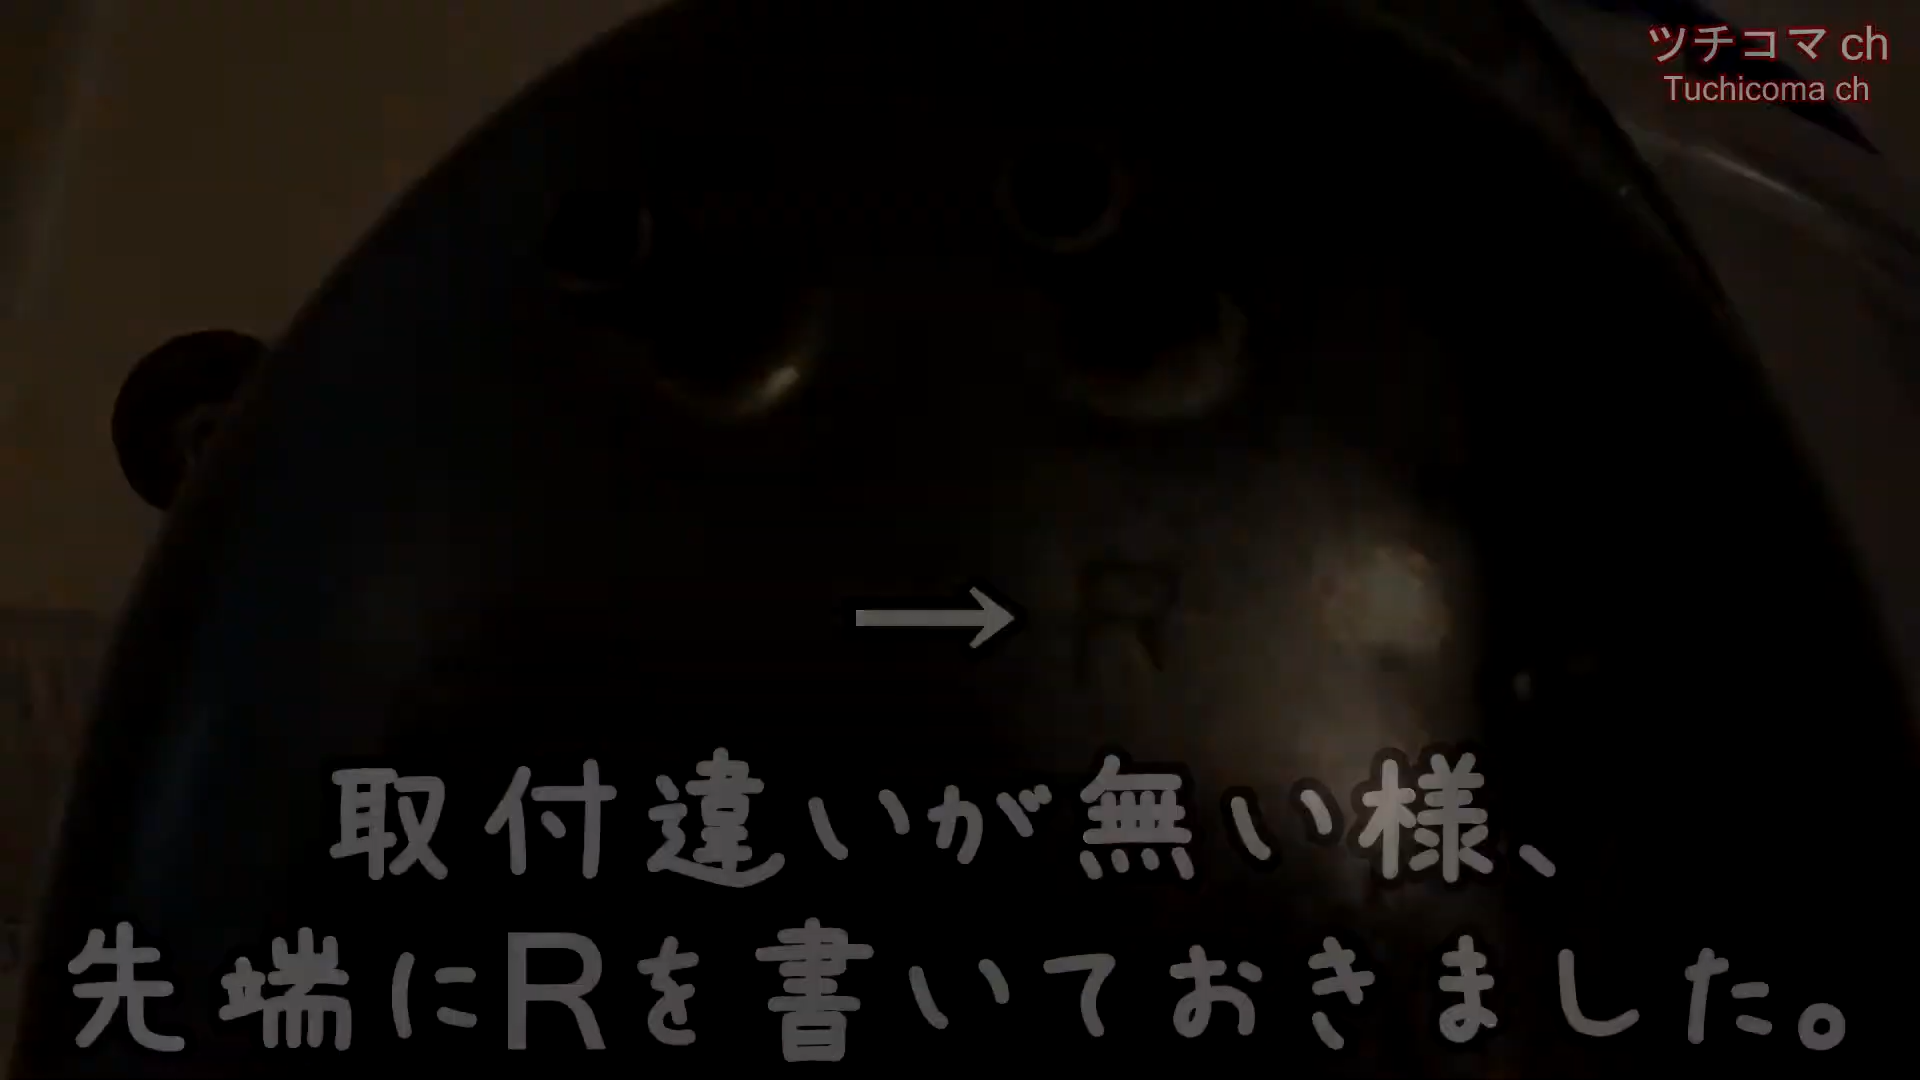 ツチコマ ch
Tuchicoma ch
→ R
取付違いが無い様、
先端にRを書いておきました。